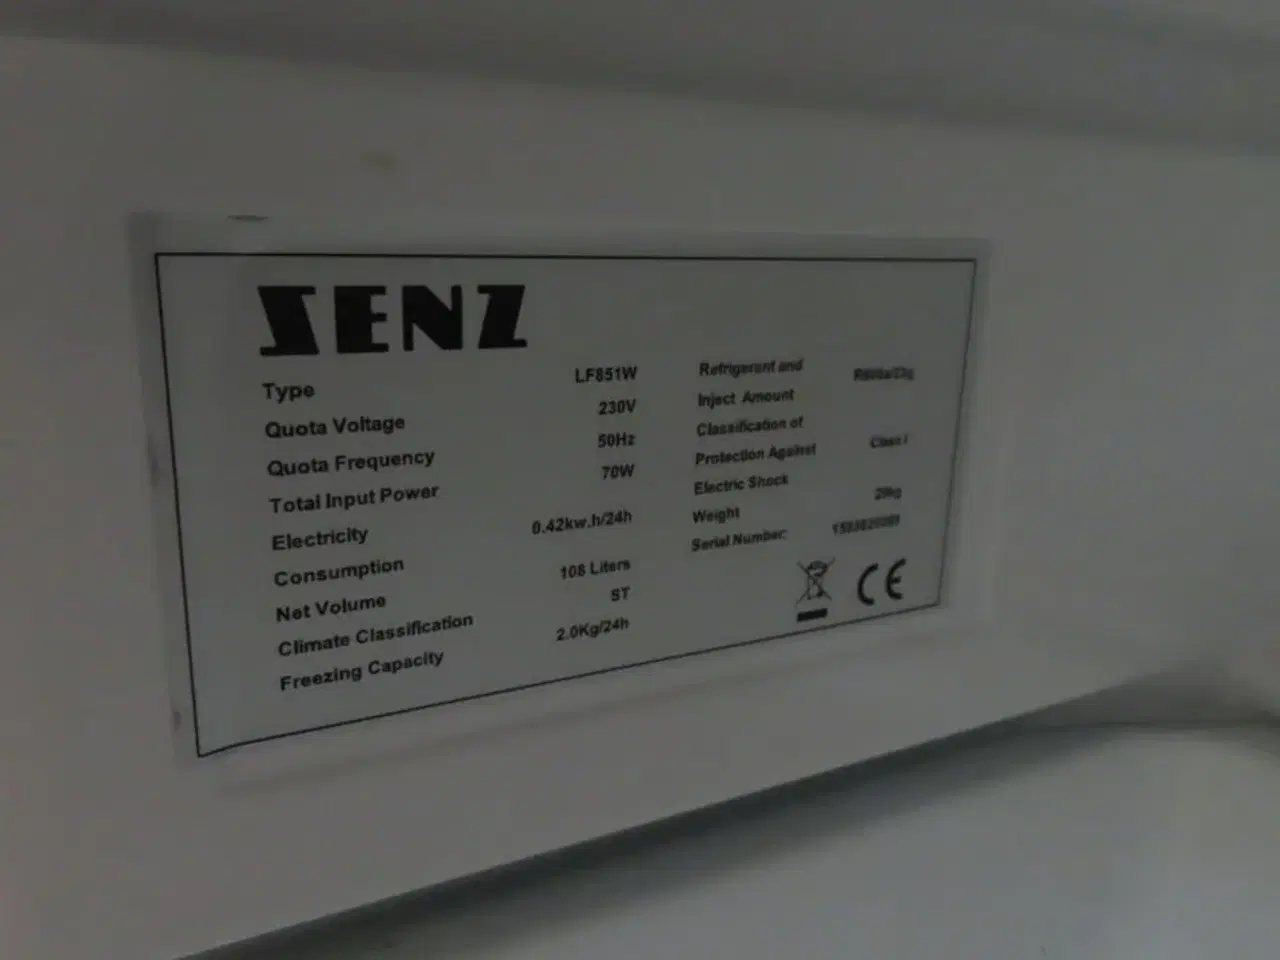 SENZ
Type LF851W
Quota Voltage 230V
Quota Frequency 50Hz
Total Input Power 70W
Electricity
Consumption 0.42kw.h/24h
Net Volume 108 Liters
Climate Classification ST
Freezing Capacity 2.0Kg/24h
Refrigerant and
Inject Amount
Classification of
Protection Against Class I
Electric Shock
Weight
Serial Number:
CE